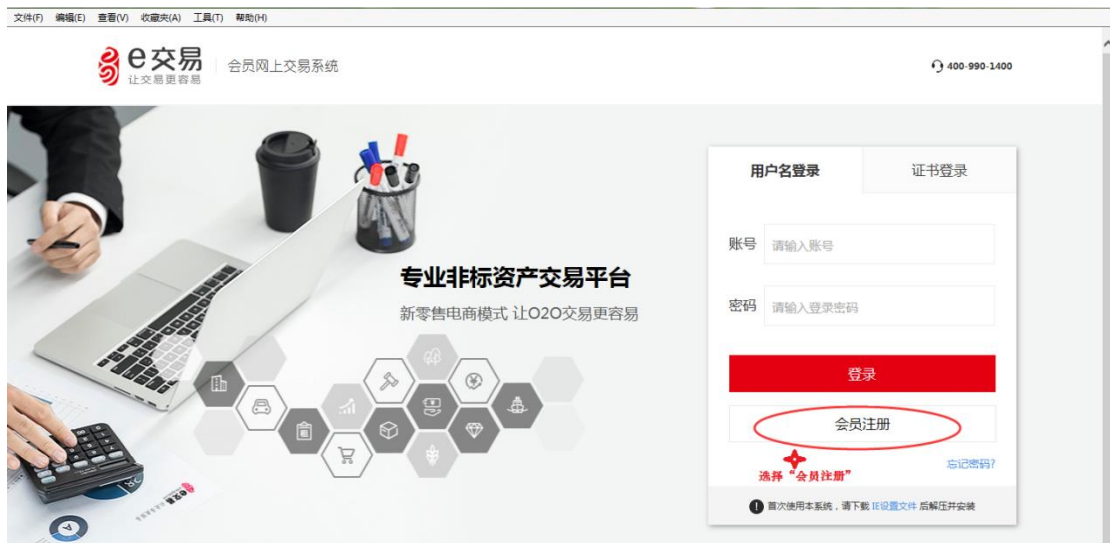 文件(F) 编辑(E) 查看(V) 收藏夹(A) 工具(T) 帮助(H)
e交易
让交易更容易
会员网上交易系统
400-990-1400
用户名登录
证书登录
账号
请输入账号
密码
请输入登录密码
专业非标资产交易平台
新零售电商模式 让O2O交易更容易
登录
会员注册
选择“会员注册”
忘记密码?
首次使用本系统，请下载 IE设置文件 后解压并安装
e交易